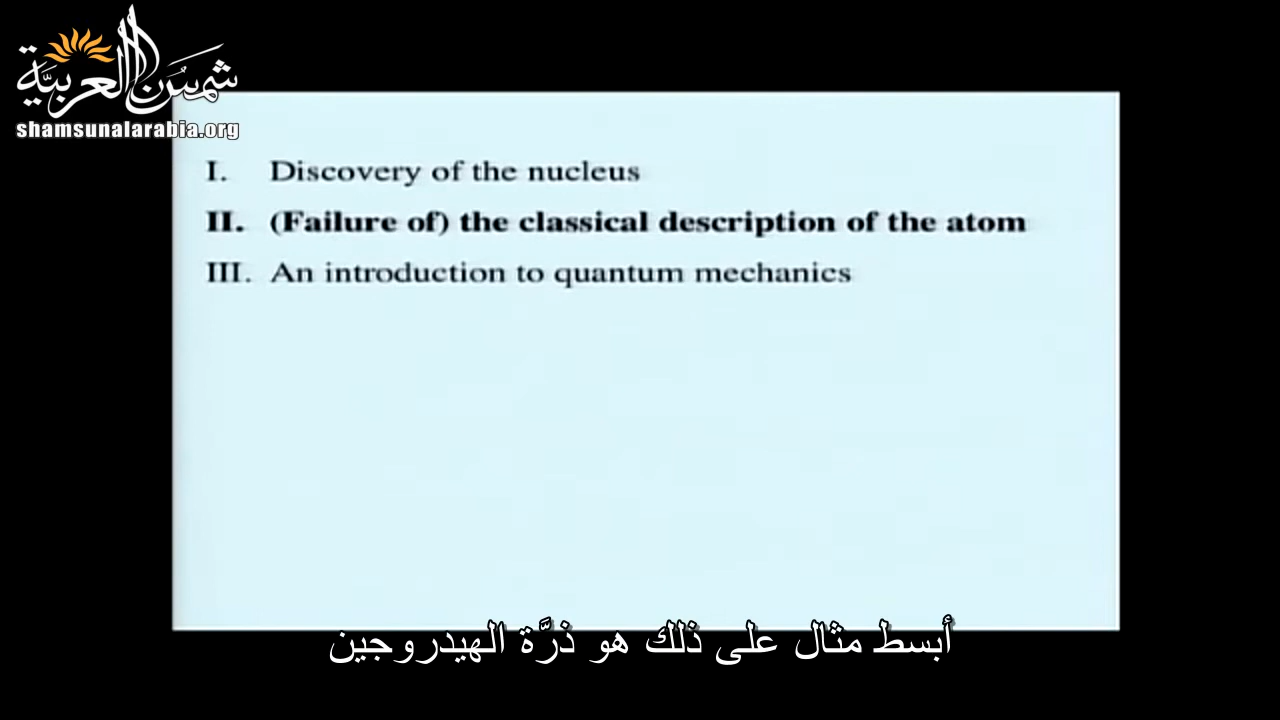 شمس العربية
shamsunalarabia.org
I. Discovery of the nucleus
II. (Failure of) the classical description of the atom
III. An introduction to quantum mechanics
أبسط مثال على ذلك هو ذرَّة الهيدروجين